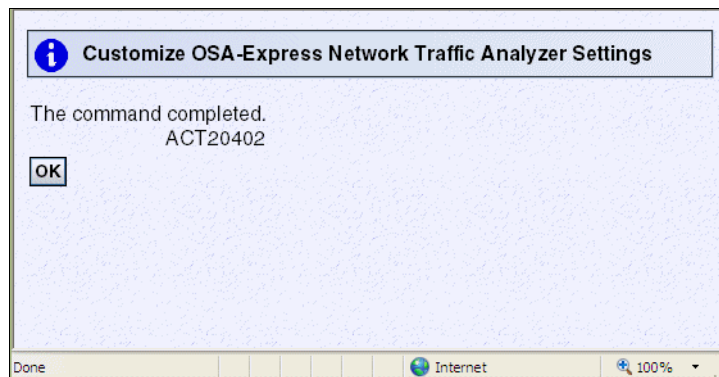 Customize OSA-Express Network Traffic Analyzer Settings
The command completed.
ACT20402
OK
Done
Internet
100%